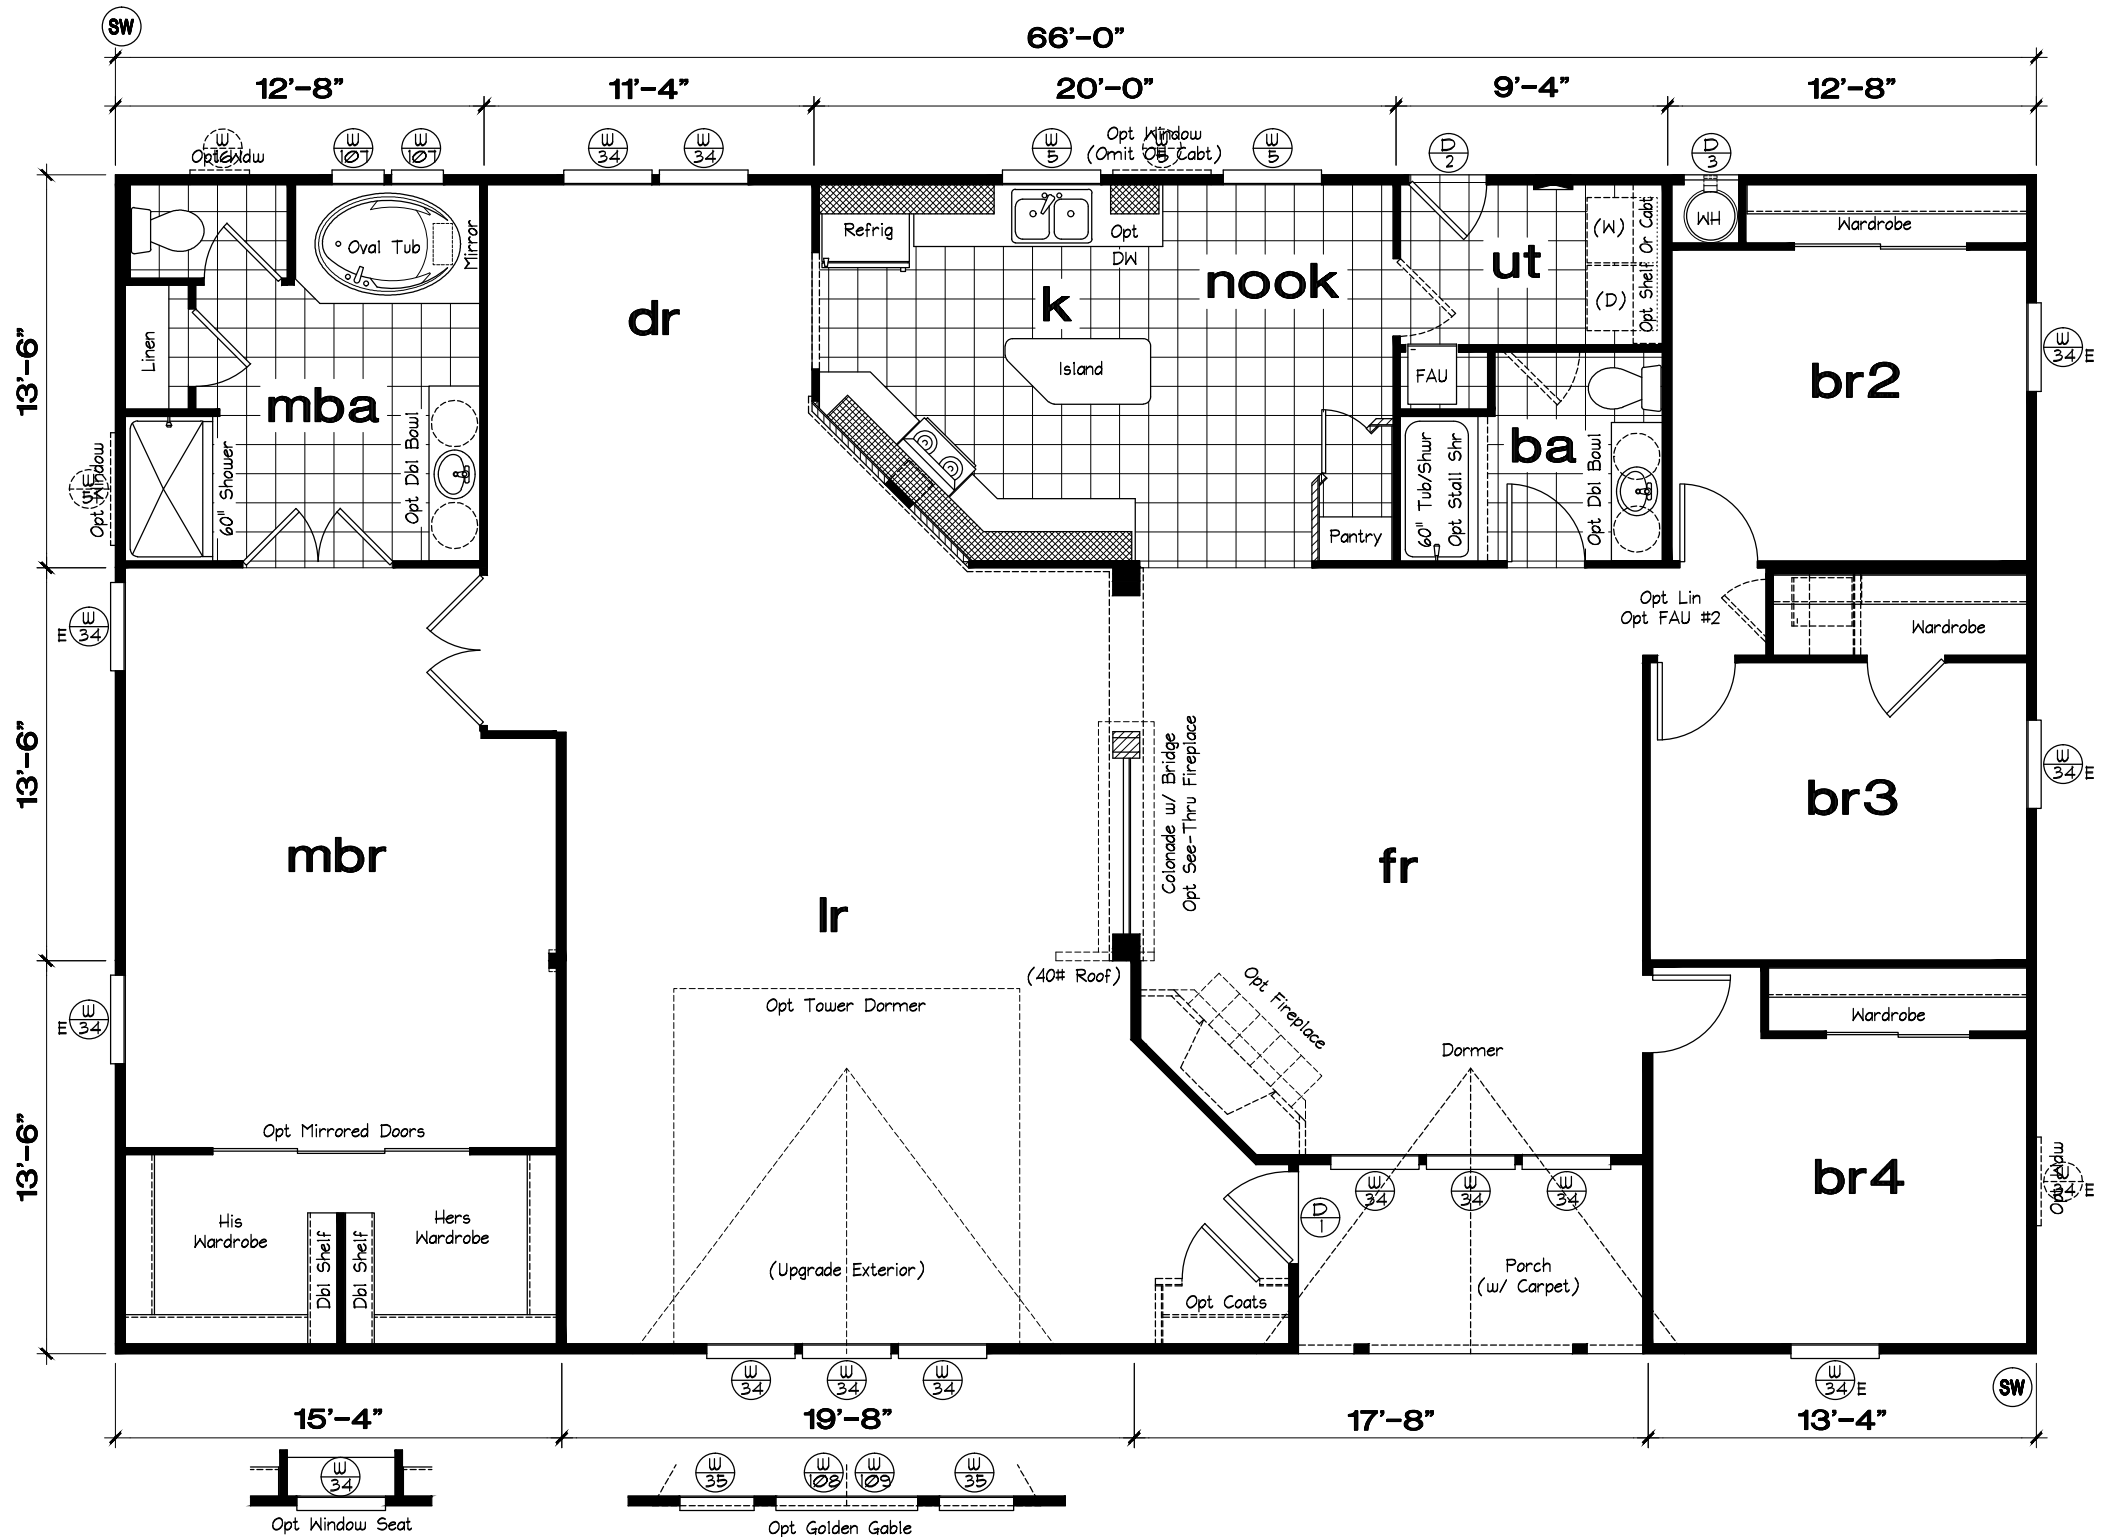 SW
66'-0"
12'-8"
11'-4"
20'-0"
9'-4"
12'-8"
W
107
W
107
W
34
W
34
W
5
Opt Window
(Omit OH Cabt)
W
5
D
2
D
3
Oval Tub
Mirror
Refrig
Opt
DW
(W)
(D)
Opt Shelf Or Cabt
WH
Wardrobe
13'-6"
Linen
mba
dr
k
nook
ut
Island
FAU
br2
W
34
E
Opt Window
W
5
60" Shower
Opt Dbl Bowl
Pantry
60" Tub/Shwr
Opt Stall Shr
ba
Opt Dbl Bowl
W
34
E
Opt Lin
Opt FAU #2
Wardrobe
13'-6"
Colonade w/ Bridge
Opt See-Thru Fireplace
br3
W
34
E
mbr
lr
fr
W
34
E
(40# Roof)
Opt Tower Dormer
Opt Fireplace
Wardrobe
Dormer
13'-6"
Opt Mirrored Doors
His
Wardrobe
Dbl Shelf
Dbl Shelf
Hers
Wardrobe
(Upgrade Exterior)
Opt Coats
D
1
W
34
W
34
W
34
Porch
(w/ Carpet)
br4
W
34
E
W
34
W
34
W
34
W
34
E
SW
15'-4"
19'-8"
17'-8"
13'-4"
W
34
Opt Window Seat
W
35
W
108
W
109
W
35
Opt Golden Gable